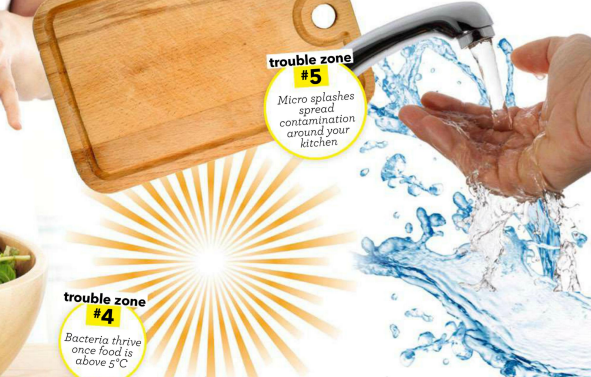 trouble zone
#5
Micro splashes
spread
contamination
around your
kitchen
trouble zone
#4
Bacteria thrive
once food is
above 5°C